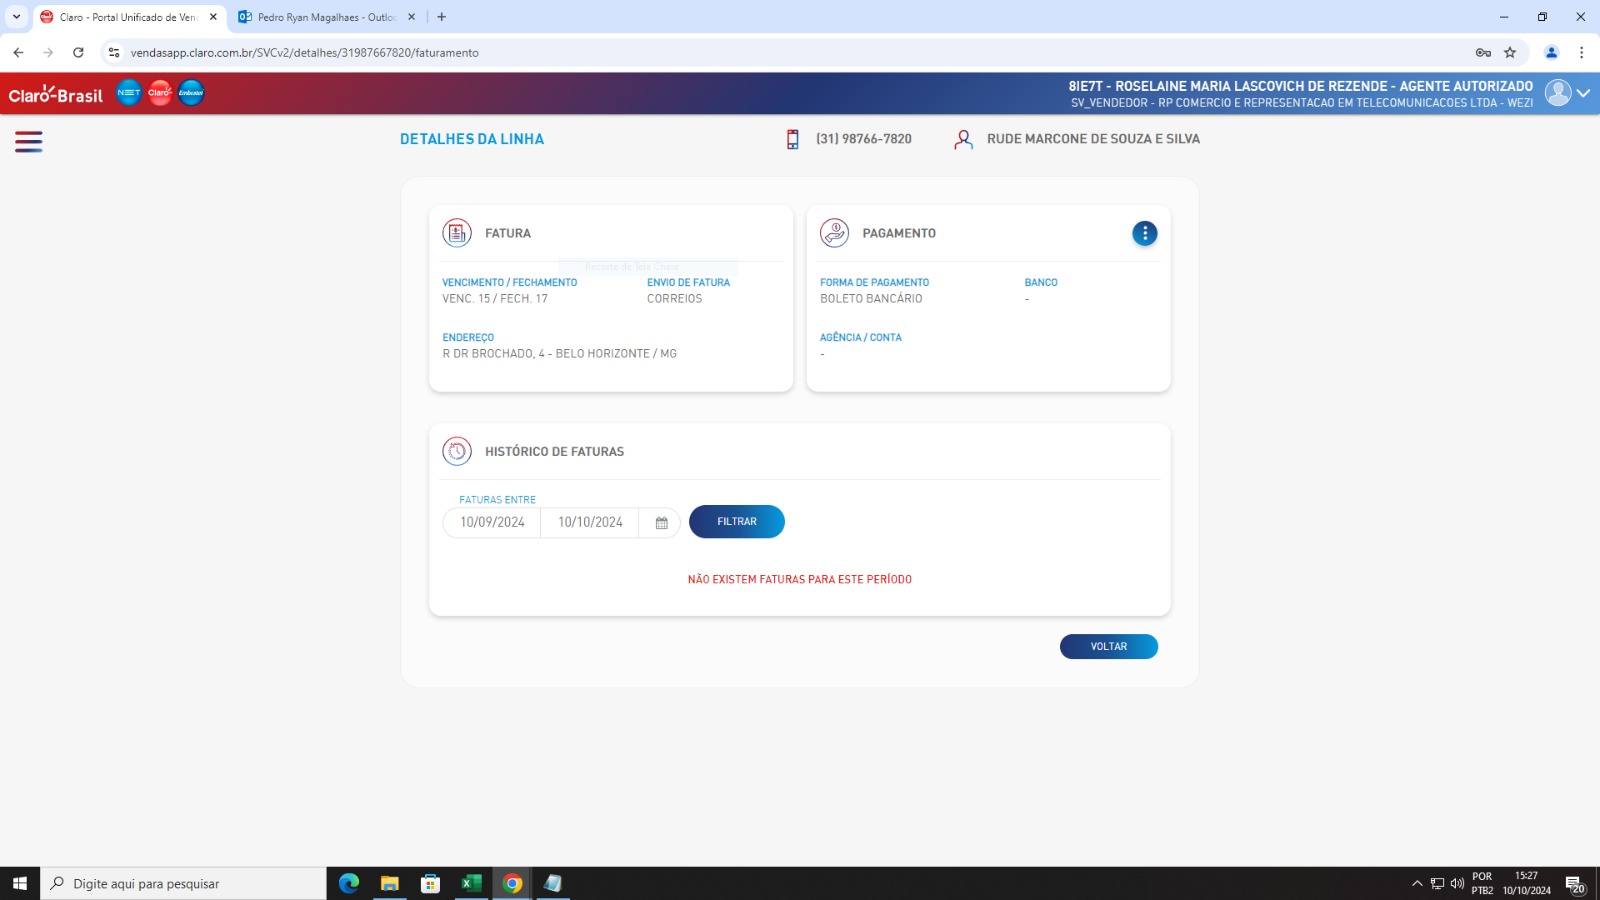 Claro - Portal Unificado de Ven
Pedro Ryan Magalhaes - Outlo
vendasapp.claro.com.br/SVCv2/detalhes/31987667820/faturamento
Claro-Brasil
NET
Claro
Embratel
8IE7T - ROSELAINE MARIA LASCOVICH DE REZENDE - AGENTE AUTORIZADO
SV_VENDEDOR - RP COMERCIO E REPRESENTACAO EM TELECOMUNICACOES LTDA - WEZI
DETALHES DA LINHA
(31) 98766-7820
RUDE MARCONE DE SOUZA E SILVA
FATURA
Recorte de Tela Cheia
VENCIMENTO / FECHAMENTO
VENC. 15 / FECH. 17
ENVIO DE FATURA
CORREIOS
ENDEREÇO
R DR BROCHADO, 4 - BELO HORIZONTE / MG
PAGAMENTO
FORMA DE PAGAMENTO
BOLETO BANCÁRIO
BANCO
-
AGÊNCIA / CONTA
-
HISTÓRICO DE FATURAS
FATURAS ENTRE
10/09/2024
10/10/2024
FILTRAR
NÃO EXISTEM FATURAS PARA ESTE PERÍODO
VOLTAR
Digite aqui para pesquisar
POR
PTB2
15:27
10/10/2024
20